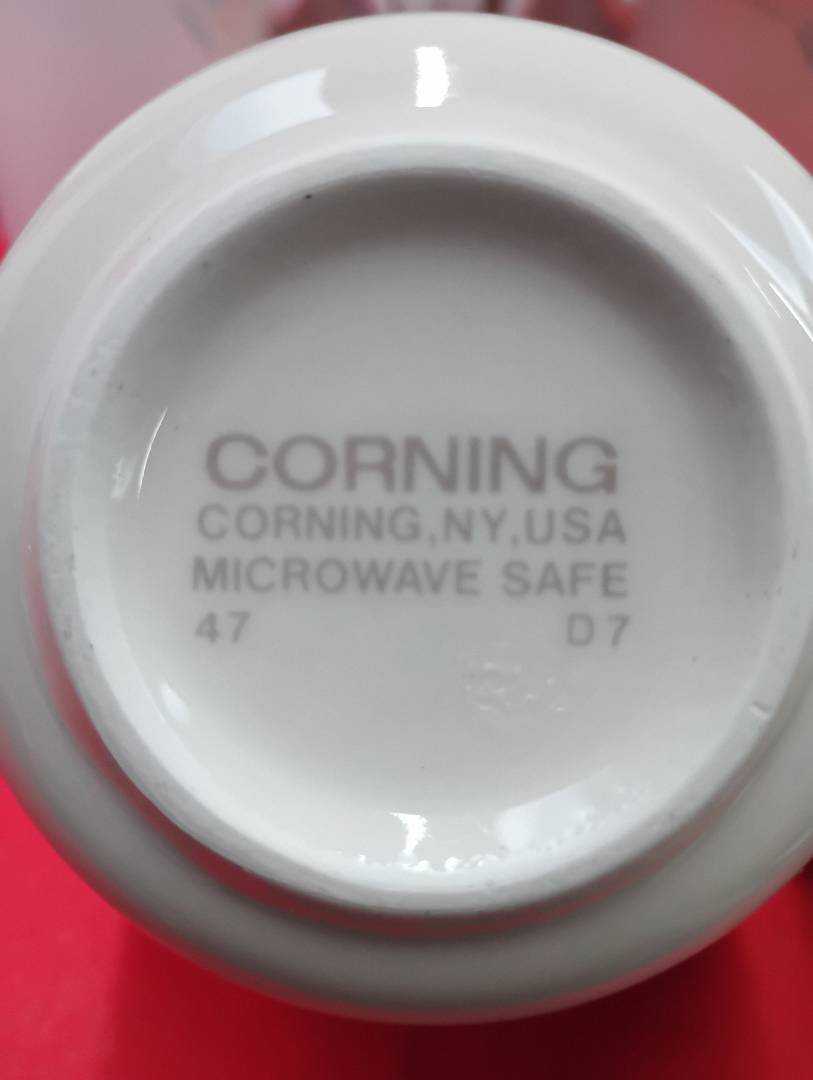 CORNING
CORNING,NY,USA
MICROWAVE SAFE
47 D7